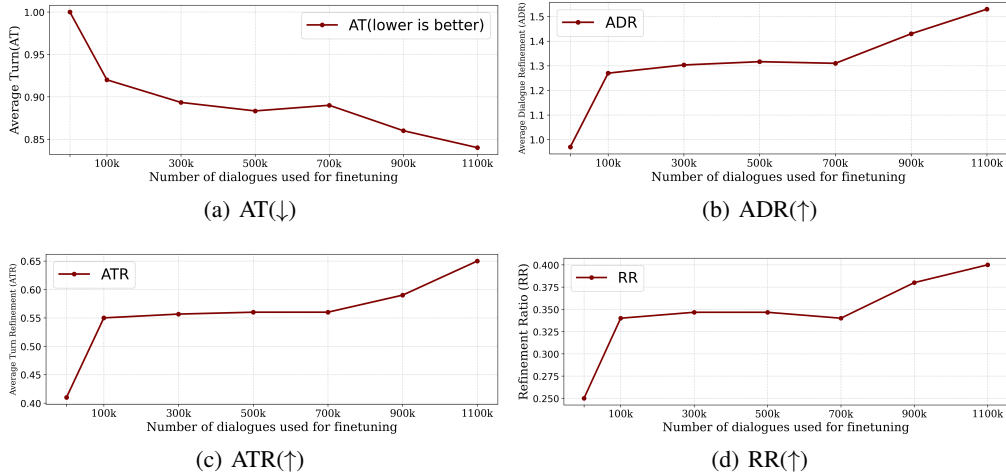 1.00
0.95
0.90
0.85
Average Turn(AT)
AT(lower is better)
100k 300k 500k 700k 900k 1100k
Number of dialogues used for finetuning
(a) AT(↓)
1.5
1.4
1.3
1.2
1.1
1.0
Average Dialogue Refinement (ADR)
ADR
100k 300k 500k 700k 900k 1100k
Number of dialogues used for finetuning
(b) ADR(↑)
0.65
0.60
0.55
0.50
0.45
0.40
Average Turn Refinement (ATR)
ATR
100k 300k 500k 700k 900k 1100k
Number of dialogues used for finetuning
(c) ATR(↑)
0.400
0.375
0.350
0.325
0.300
0.275
0.250
Refinement Ratio (RR)
RR
100k 300k 500k 700k 900k 1100k
Number of dialogues used for finetuning
(d) RR(↑)